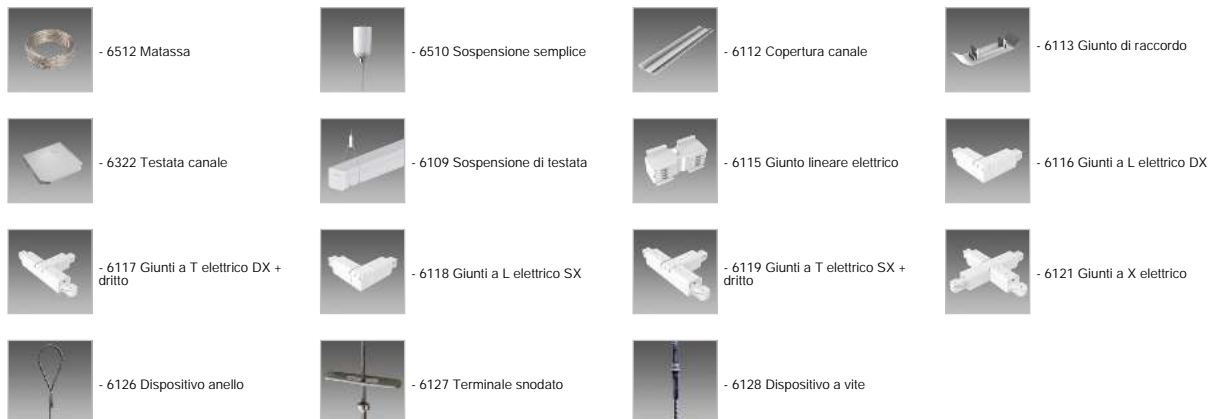 - 6512 Matassa
- 6510 Sospensione semplice
- 6112 Copertura canale
- 6113 Giunto di raccordo
- 6322 Testata canale
- 6109 Sospensione di testata
- 6115 Giunto lineare elettrico
- 6116 Giunti a L elettrico DX
- 6117 Giunti a T elettrico DX +
dritto
- 6118 Giunti a L elettrico SX
- 6119 Giunti a T elettrico SX +
dritto
- 6121 Giunti a X elettrico
- 6126 Dispositivo anello
- 6127 Terminale snodato
- 6128 Dispositivo a vite